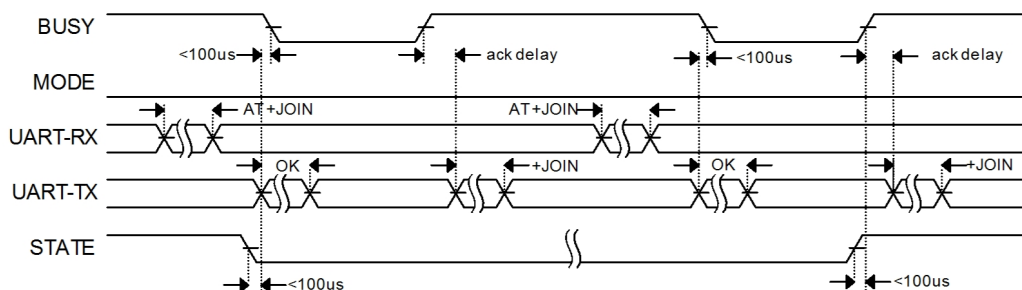 BUSY
<100us
ack delay
<100us
ack delay
MODE
AT+JOIN
AT+JOIN
UART-RX
OK
+JOIN
OK
+JOIN
UART-TX
STATE
<100us
<100us